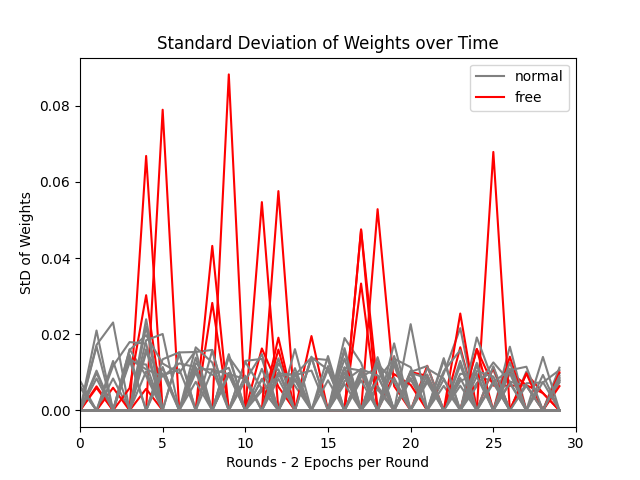 Standard Deviation of Weights over Time
normal
free
StD of Weights
0.08
0.06
0.04
0.02
0.00
0 5 10 15 20 25 30
Rounds - 2 Epochs per Round